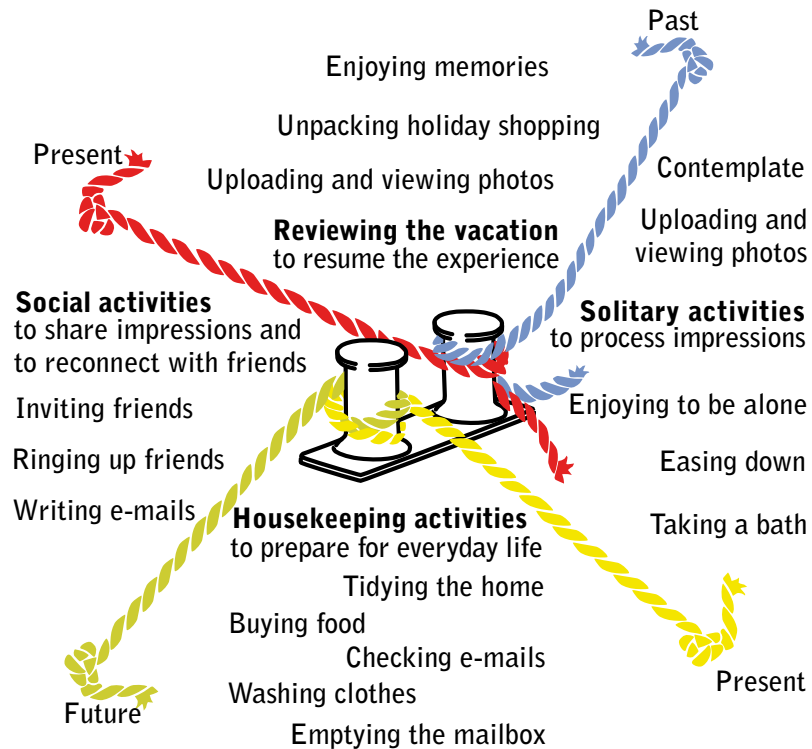 Past
Enjoying memories
Unpacking holiday shopping
Present
Uploading and viewing photos
Contemplate
Uploading and
viewing photos
Reviewing the vacation
to resume the experience
Social activities
to share impressions and
to reconnect with friends
Solitary activities
to process impressions
Inviting friends
Ringing up friends
Writing e-mails
Enjoying to be alone
Easing down
Taking a bath
Housekeeping activities
to prepare for everyday life
Tidying the home
Buying food
Checking e-mails
Washing clothes
Emptying the mailbox
Future
Present